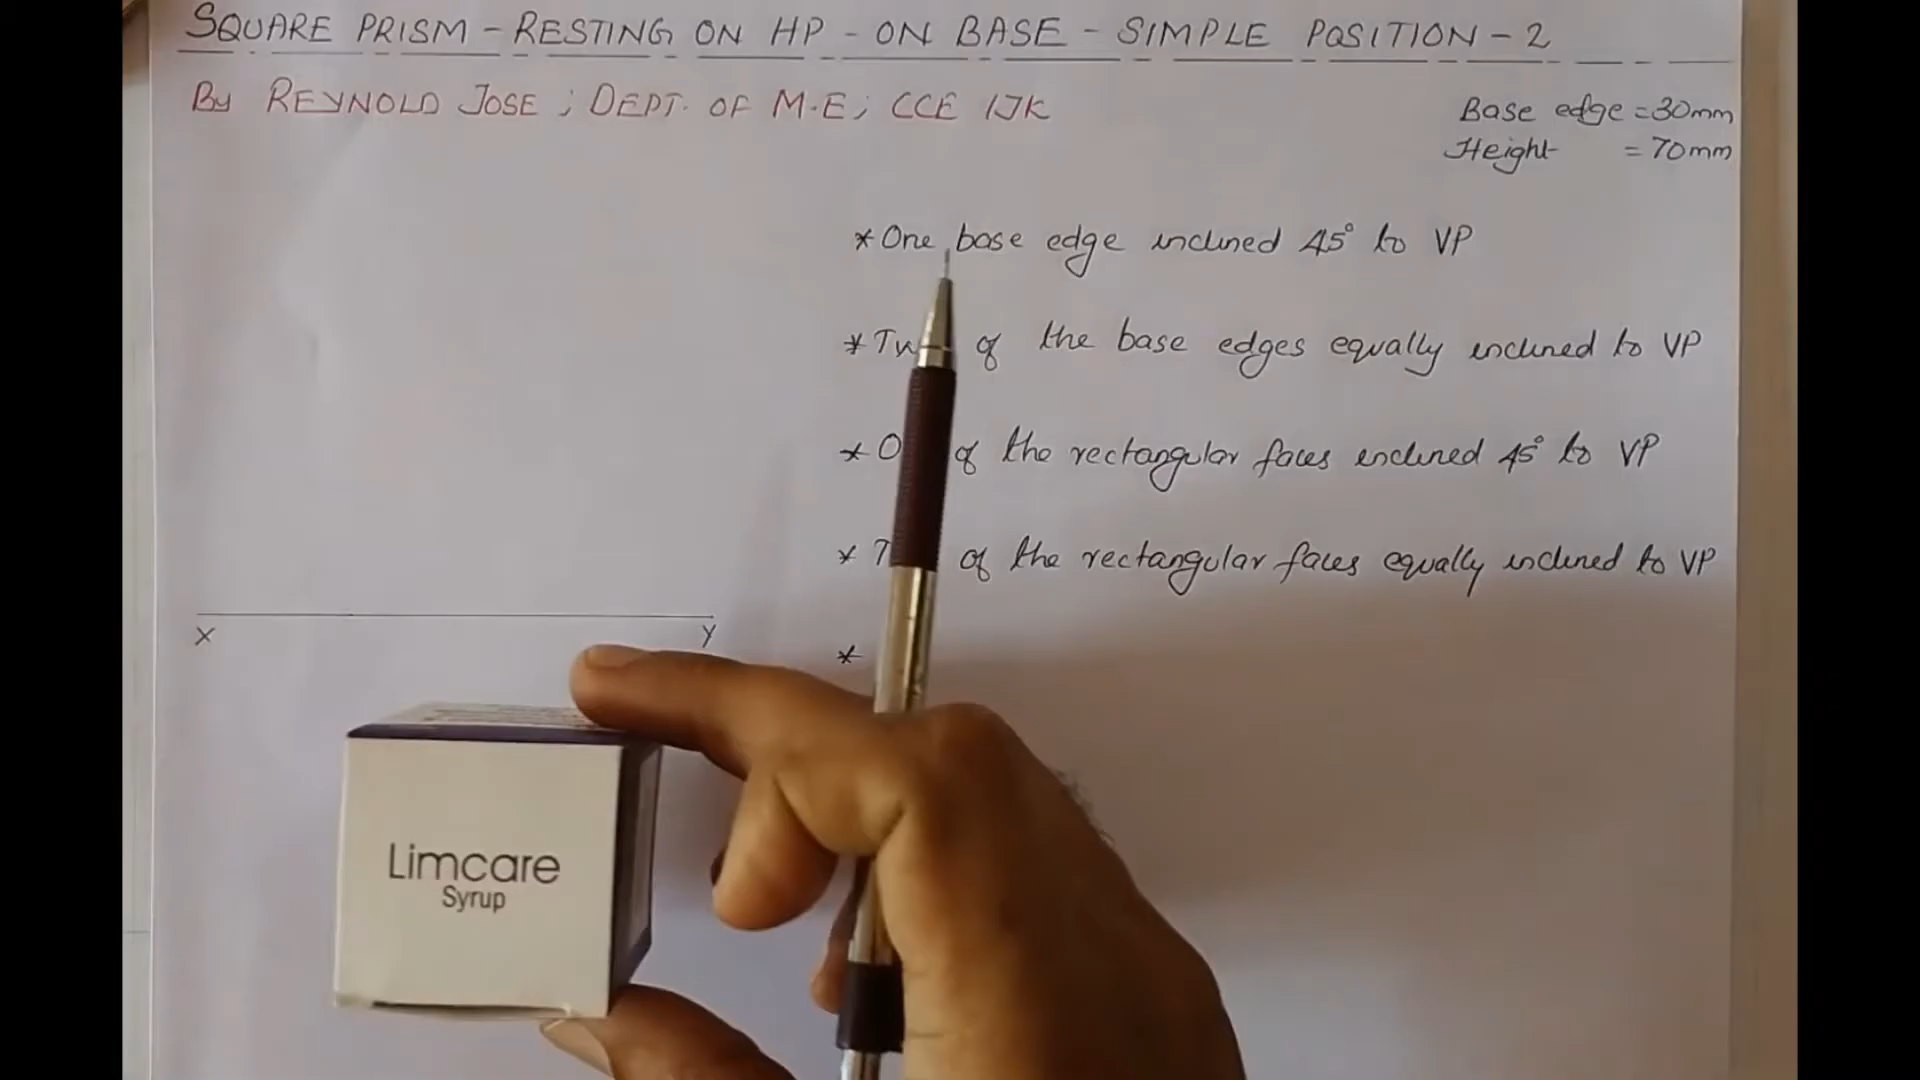 SQUARE PRISM - RESTING ON HP - ON BASE - SIMPLE POSITION - 2
By REYNOLD JOSE ; DEPT. OF M.E ; CCE IJK
Base edge = 30mm
Height = 70mm
* One base edge inclined 45° to VP
* of the base edges equally inclined to VP
* of the rectangular faces inclined 45° to VP
* of the rectangular faces equally inclined to VP
X Y
*
Limcare
Syrup